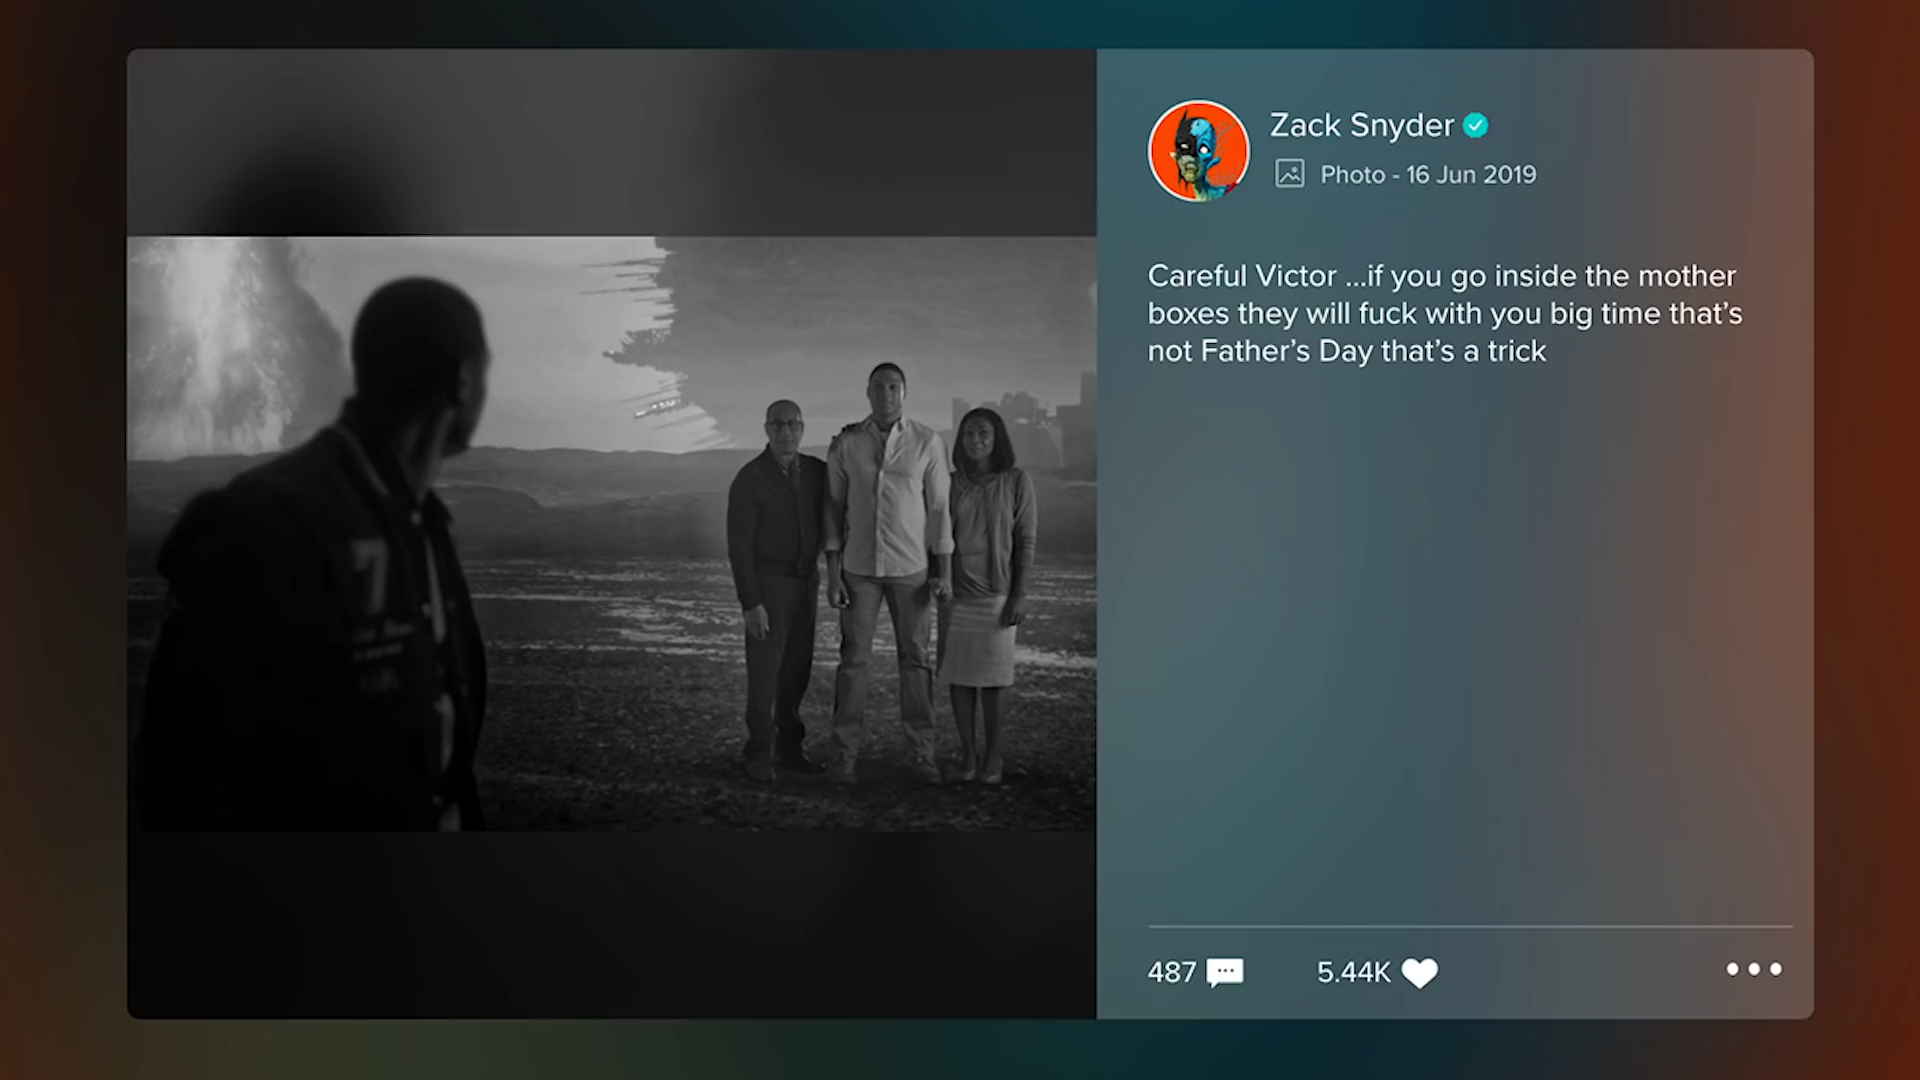 Zack Snyder
Photo - 16 Jun 2019
Careful Victor ...if you go inside the mother
boxes they will fuck with you big time that's
not Father's Day that's a trick
7
487
5.44K